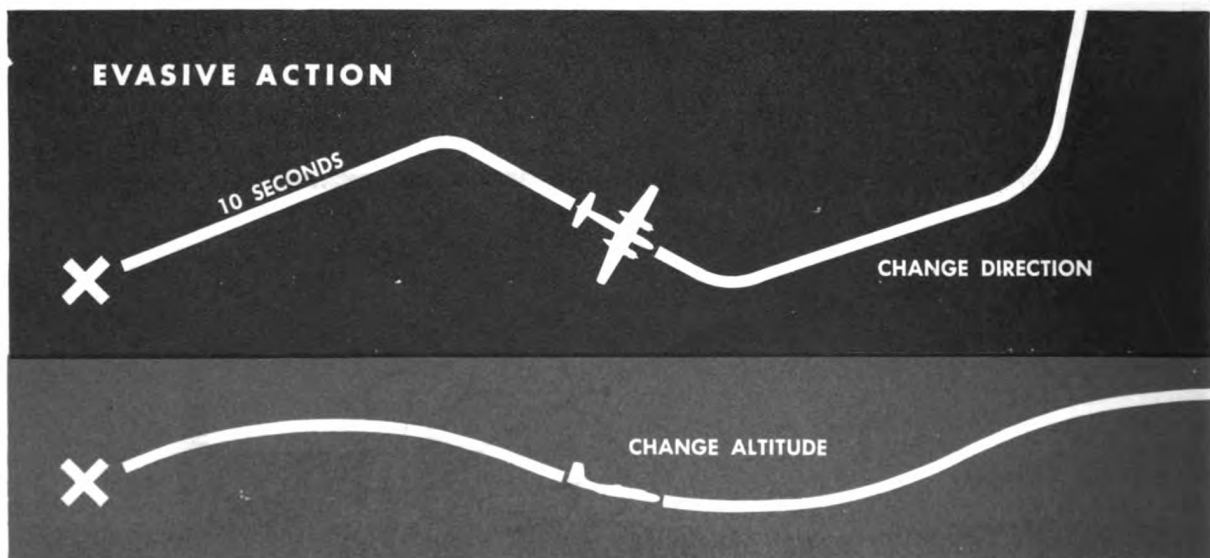 EVASIVE ACTION
10 SECONDS
CHANGE DIRECTION
CHANGE ALTITUDE